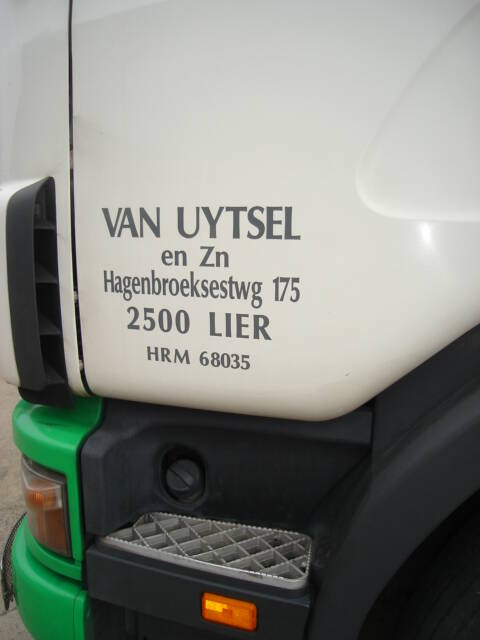 VAN UYTSEL
en Zn
Hagenbroeksestwg 175
2500 LIER
HRM 68035